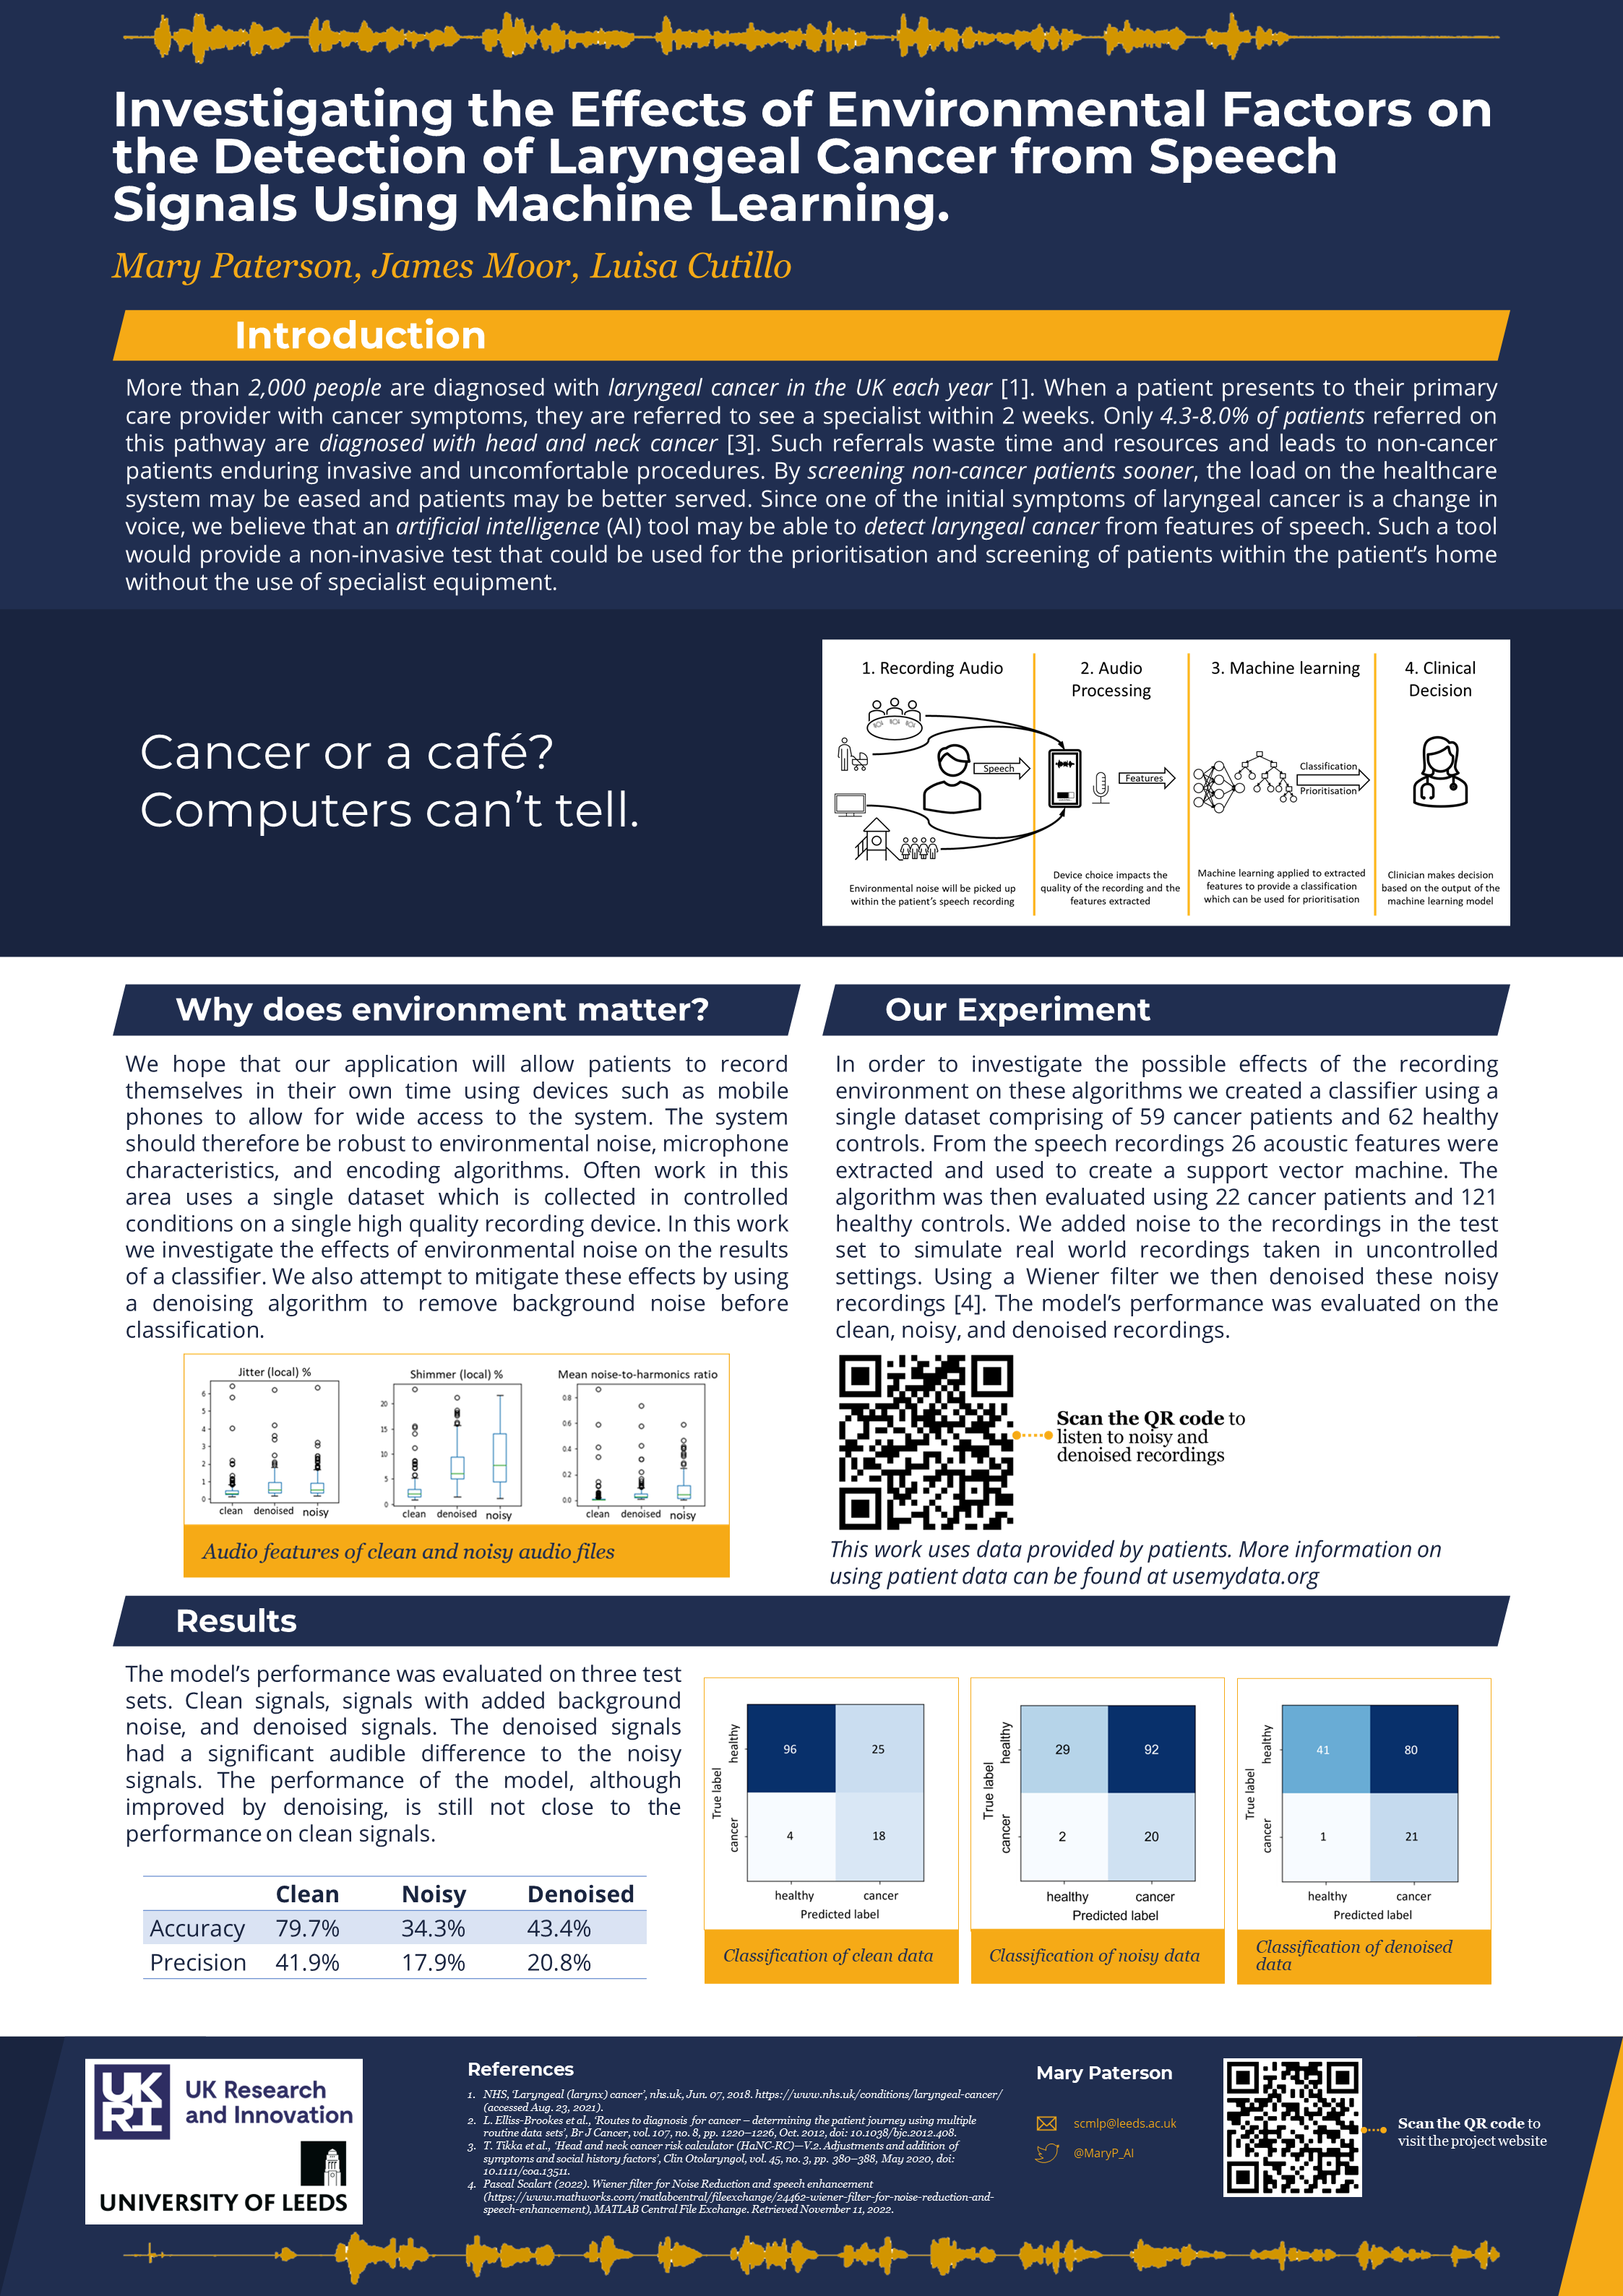 Investigating the Effects of Environmental Factors on
the Detection of Laryngeal Cancer from Speech
Signals Using Machine Learning.
Mary Paterson, James Moor, Luisa Cutillo
Introduction
More than 2,000 people are diagnosed with laryngeal cancer in the UK each year [1]. When a patient presents to their primary
care provider with cancer symptoms, they are referred to see a specialist within 2 weeks. Only 4.3-8.0% of patients referred on
this pathway are diagnosed with head and neck cancer [3]. Such referrals waste time and resources and leads to non-cancer
patients enduring invasive and uncomfortable procedures. By screening non-cancer patients sooner, the load on the healthcare
system may be eased and patients may be better served. Since one of the initial symptoms of laryngeal cancer is a change in
voice, we believe that an artificial intelligence (AI) tool may be able to detect laryngeal cancer from features of speech. Such a tool
would provide a non-invasive test that could be used for the prioritisation and screening of patients within the patient's home
without the use of specialist equipment.
Cancer or a café?
Computers can't tell.
1. Recording Audio
Speech
Environmental noise will be picked up
within the patient's speech recording
2. Audio
Processing
Features
Device choice impacts the
quality of the recording and the
features extracted
3. Machine learning
Classification
Prioritisation
Machine learning applied to extracted
features to provide a classification
which can be used for prioritisation
4. Clinical
Decision
Clinician makes decision
based on the output of the
machine learning model
Why does environment matter?
We hope that our application will allow patients to record
themselves in their own time using devices such as mobile
phones to allow for wide access to the system. The system
should therefore be robust to environmental noise, microphone
characteristics, and encoding algorithms. Often work in this
area uses a single dataset which is collected in controlled
conditions on a single high quality recording device. In this work
we investigate the effects of environmental noise on the results
of a classifier. We also attempt to mitigate these effects by using
a denoising algorithm to remove background noise before
classification.
Jitter (local) %
6
5
4
3
2
1
0
clean denoised noisy
Shimmer (local) %
20
15
10
5
0
clean denoised noisy
Mean noise-to-harmonics ratio
0.8
0.6
0.4
0.2
0.0
clean denoised noisy
Audio features of clean and noisy audio files
Our Experiment
In order to investigate the possible effects of the recording
environment on these algorithms we created a classifier using a
single dataset comprising of 59 cancer patients and 62 healthy
controls. From the speech recordings 26 acoustic features were
extracted and used to create a support vector machine. The
algorithm was then evaluated using 22 cancer patients and 121
healthy controls. We added noise to the recordings in the test
set to simulate real world recordings taken in uncontrolled
settings. Using a Wiener filter we then denoised these noisy
recordings [4]. The model's performance was evaluated on the
clean, noisy, and denoised recordings.
Scan the QR code to
listen to noisy and
denoised recordings
This work uses data provided by patients. More information on
using patient data can be found at usemydata.org
Results
The model's performance was evaluated on three test
sets. Clean signals, signals with added background
noise, and denoised signals. The denoised signals
had a significant audible difference to the noisy
signals. The performance of the model, although
improved by denoising, is still not close to the
performance on clean signals.
Clean Noisy Denoised
Accuracy 79.7% 34.3% 43.4%
Precision 41.9% 17.9% 20.8%
True label
healthy
cancer
96 25
4 18
healthy cancer
Predicted label
Classification of clean data
True label
healthy
cancer
29 92
2 20
healthy cancer
Predicted label
Classification of noisy data
True label
healthy
cancer
41 80
1 21
healthy cancer
Predicted label
Classification of denoised
data
UK
RI
UK Research
and Innovation
UNIVERSITY OF LEEDS
References
1. NHS, 'Laryngeal (larynx) cancer', nhs.uk, Jun. 07, 2018. https://www.nhs.uk/conditions/laryngeal-cancer/
(accessed Aug. 23, 2021).
2. L. Elliss-Brookes et al., 'Routes to diagnosis for cancer – determining the patient journey using multiple
routine data sets', Br J Cancer, vol. 107, no. 8, pp. 1220–1226, Oct. 2012, doi: 10.1038/bjc.2012.408.
3. T. Tikka et al., 'Head and neck cancer risk calculator (HaNC-RC)—V.2. Adjustments and addition of
symptoms and social history factors', Clin Otolaryngol, vol. 45, no. 3, pp. 380–388, May 2020, doi:
10.1111/coa.13511.
4. Pascal Scalart (2022). Wiener filter for Noise Reduction and speech enhancement
(https://www.mathworks.com/matlabcentral/fileexchange/24462-wiener-filter-for-noise-reduction-and-
speech-enhancement), MATLAB Central File Exchange. Retrieved November 11, 2022.
Mary Paterson
scmlp@leeds.ac.uk
@MaryP_AI
Scan the QR code to
visit the project website